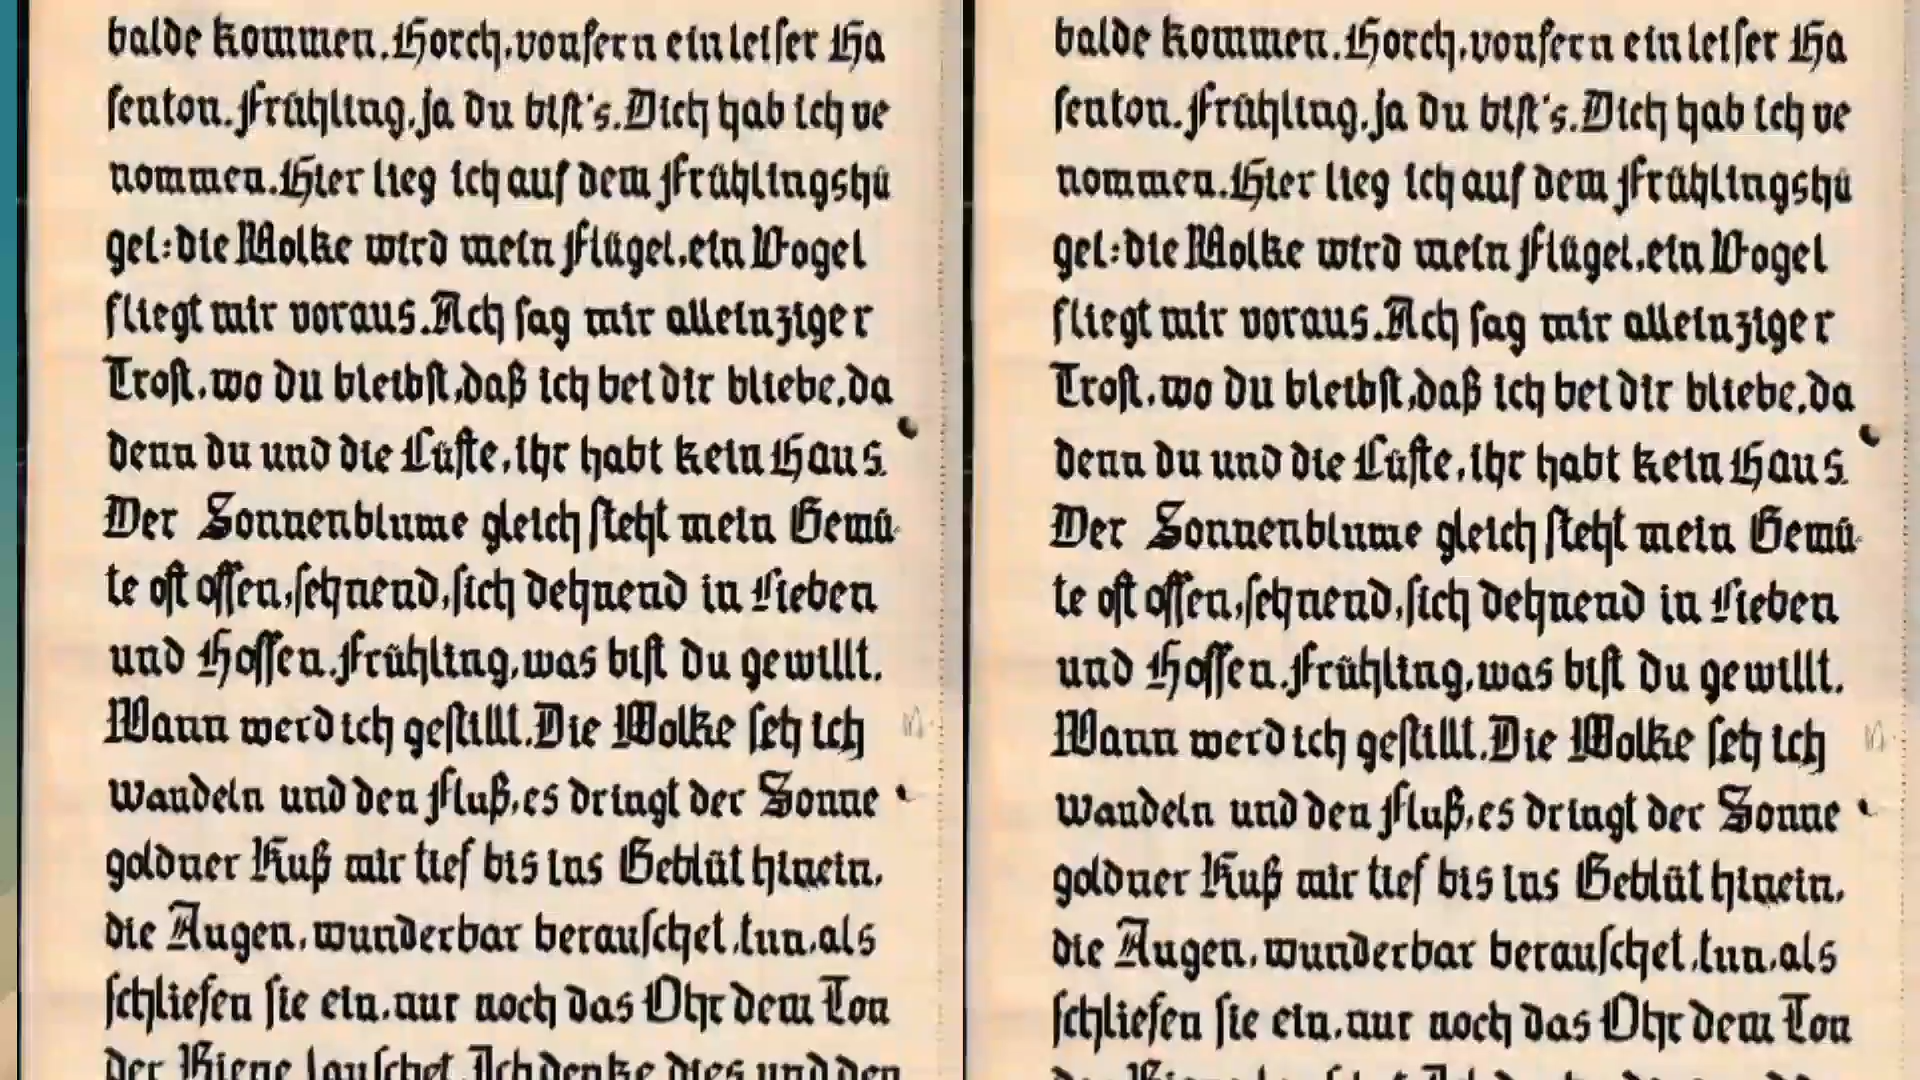 balde kommen. Horch, von fern ein leiser Ha
fenton. Frühling, ja du bist's. Dich hab ich ve
nommen. Hier lieg ich auf dem Frühlingshü
gel: die Wolke wird mein Flügel, ein Vogel
fliegt mir voraus. Ach sag mir alleinziger
Trost, wo du bleibst, daß ich bei dir bliebe, da
denn du und die Lüfte, ihr habt kein Haus.
Der Sonnenblume gleich steht mein Gemü-
te oft offen, sehnend, sich dehnend in Lieben
und Hoffen. Frühling, was bist du gewillt.
Wann werd ich gestillt. Die Wolke seh ich
wandeln und den Fluß, es dringt der Sonne
goldner Kuß mir tief bis ins Geblüt hinein,
die Augen, wunderbar berauschet, tun, als
schliefen sie ein, nur noch das Ohr dem Ton
der Biene lauschet. Ich denke dies und den
balde kommen. Horch, von fern ein leiser Ha
fenton. Frühling, ja du bist's. Dich hab ich ve
nommen. Hier lieg ich auf dem Frühlingshü
gel: die Wolke wird mein Flügel, ein Vogel
fliegt mir voraus. Ach sag mir alleinziger
Trost, wo du bleibst, daß ich bei dir bliebe, da
denn du und die Lüfte, ihr habt kein Haus.
Der Sonnenblume gleich steht mein Gemü-
te oft offen, sehnend, sich dehnend in Lieben
und Hoffen. Frühling, was bist du gewillt.
Wann werd ich gestillt. Die Wolke seh ich
wandeln und den Fluß, es dringt der Sonne
goldner Kuß mir tief bis ins Geblüt hinein,
die Augen, wunderbar berauschet, tun, als
schliefen sie ein, nur noch das Ohr dem Ton